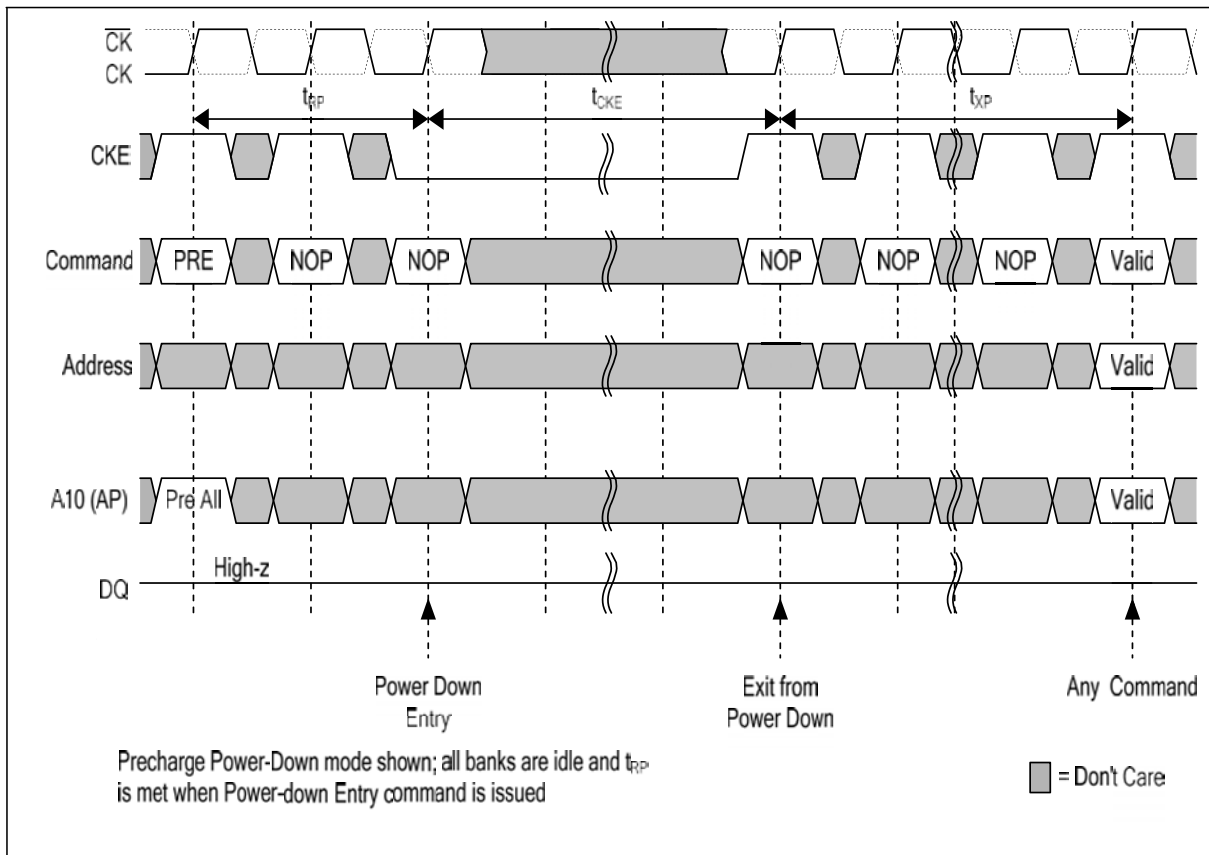 CK
CK
tRP
tCKE
tXP
CKE
Command
PRE
NOP
NOP
NOP
NOP
NOP
Valid
Address
Valid
A10 (AP)
Pre All
Valid
High-z
DQ
Power Down
Entry
Exit from
Power Down
Any Command
Precharge Power-Down mode shown; all banks are idle and tRP
is met when Power-down Entry command is issued
= Don't Care